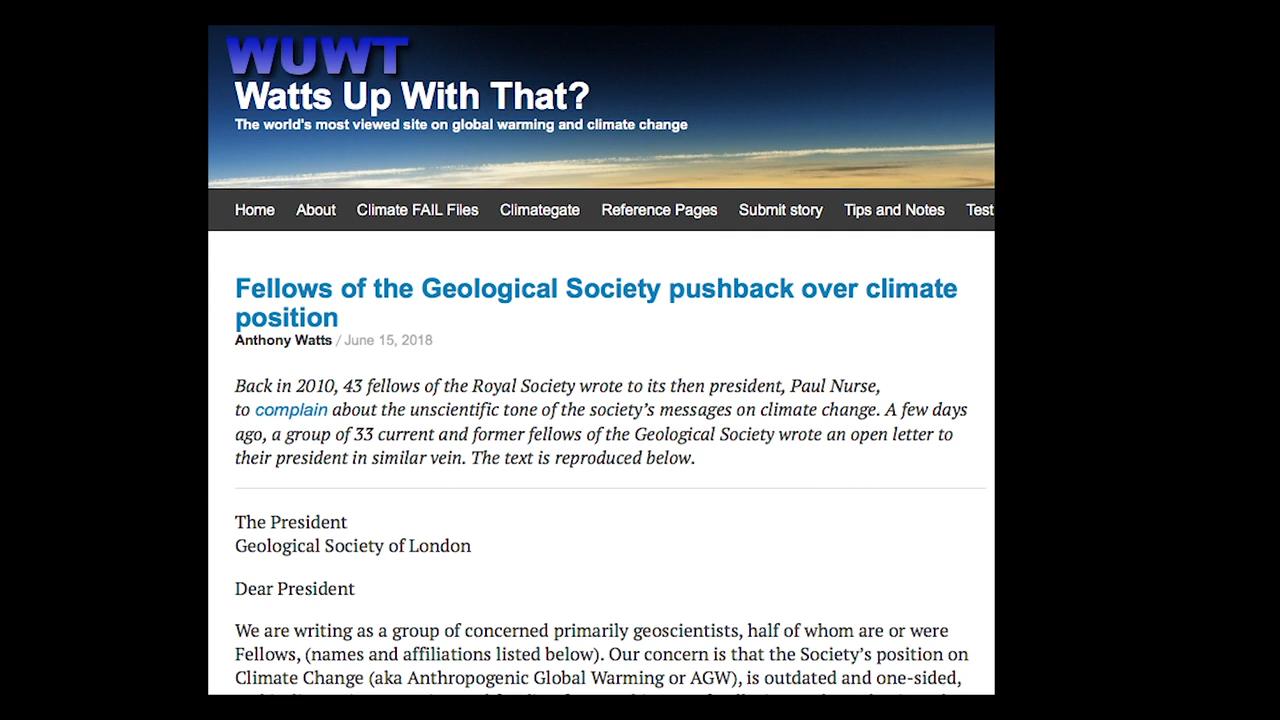 WUWT
Watts Up With That?
The world's most viewed site on global warming and climate change
Home About Climate FAIL Files Climategate Reference Pages Submit story Tips and Notes Test
Fellows of the Geological Society pushback over climate
position
Anthony Watts / June 15, 2018
Back in 2010, 43 fellows of the Royal Society wrote to its then president, Paul Nurse,
to complain about the unscientific tone of the society’s messages on climate change. A few days
ago, a group of 33 current and former fellows of the Geological Society wrote an open letter to
their president in similar vein. The text is reproduced below.
The President
Geological Society of London
Dear President
We are writing as a group of concerned primarily geoscientists, half of whom are or were
Fellows, (names and affiliations listed below). Our concern is that the Society’s position on
Climate Change (aka Anthropogenic Global Warming or AGW), is outdated and one-sided,